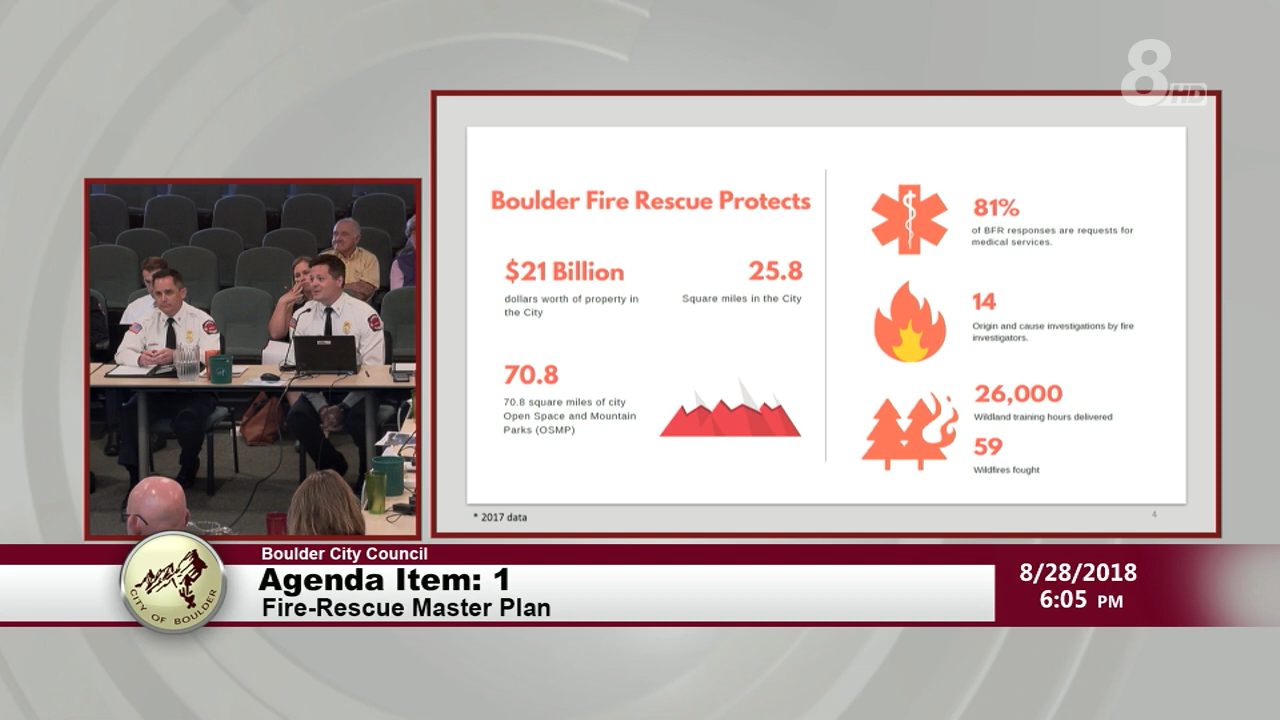 8HD
Boulder Fire Rescue Protects
$21 Billion
dollars worth of property in
the City
25.8
Square miles in the City
70.8
70.8 square miles of city
Open Space and Mountain
Parks (OSMP)
81%
of BFR responses are requests for
medical services.
14
Origin and cause investigations by fire
investigators.
26,000
Wildland training hours delivered
59
Wildfires fought
* 2017 data
4
Boulder City Council
Agenda Item: 1
Fire-Rescue Master Plan
CITY OF BOULDER
8/28/2018
6:05 PM